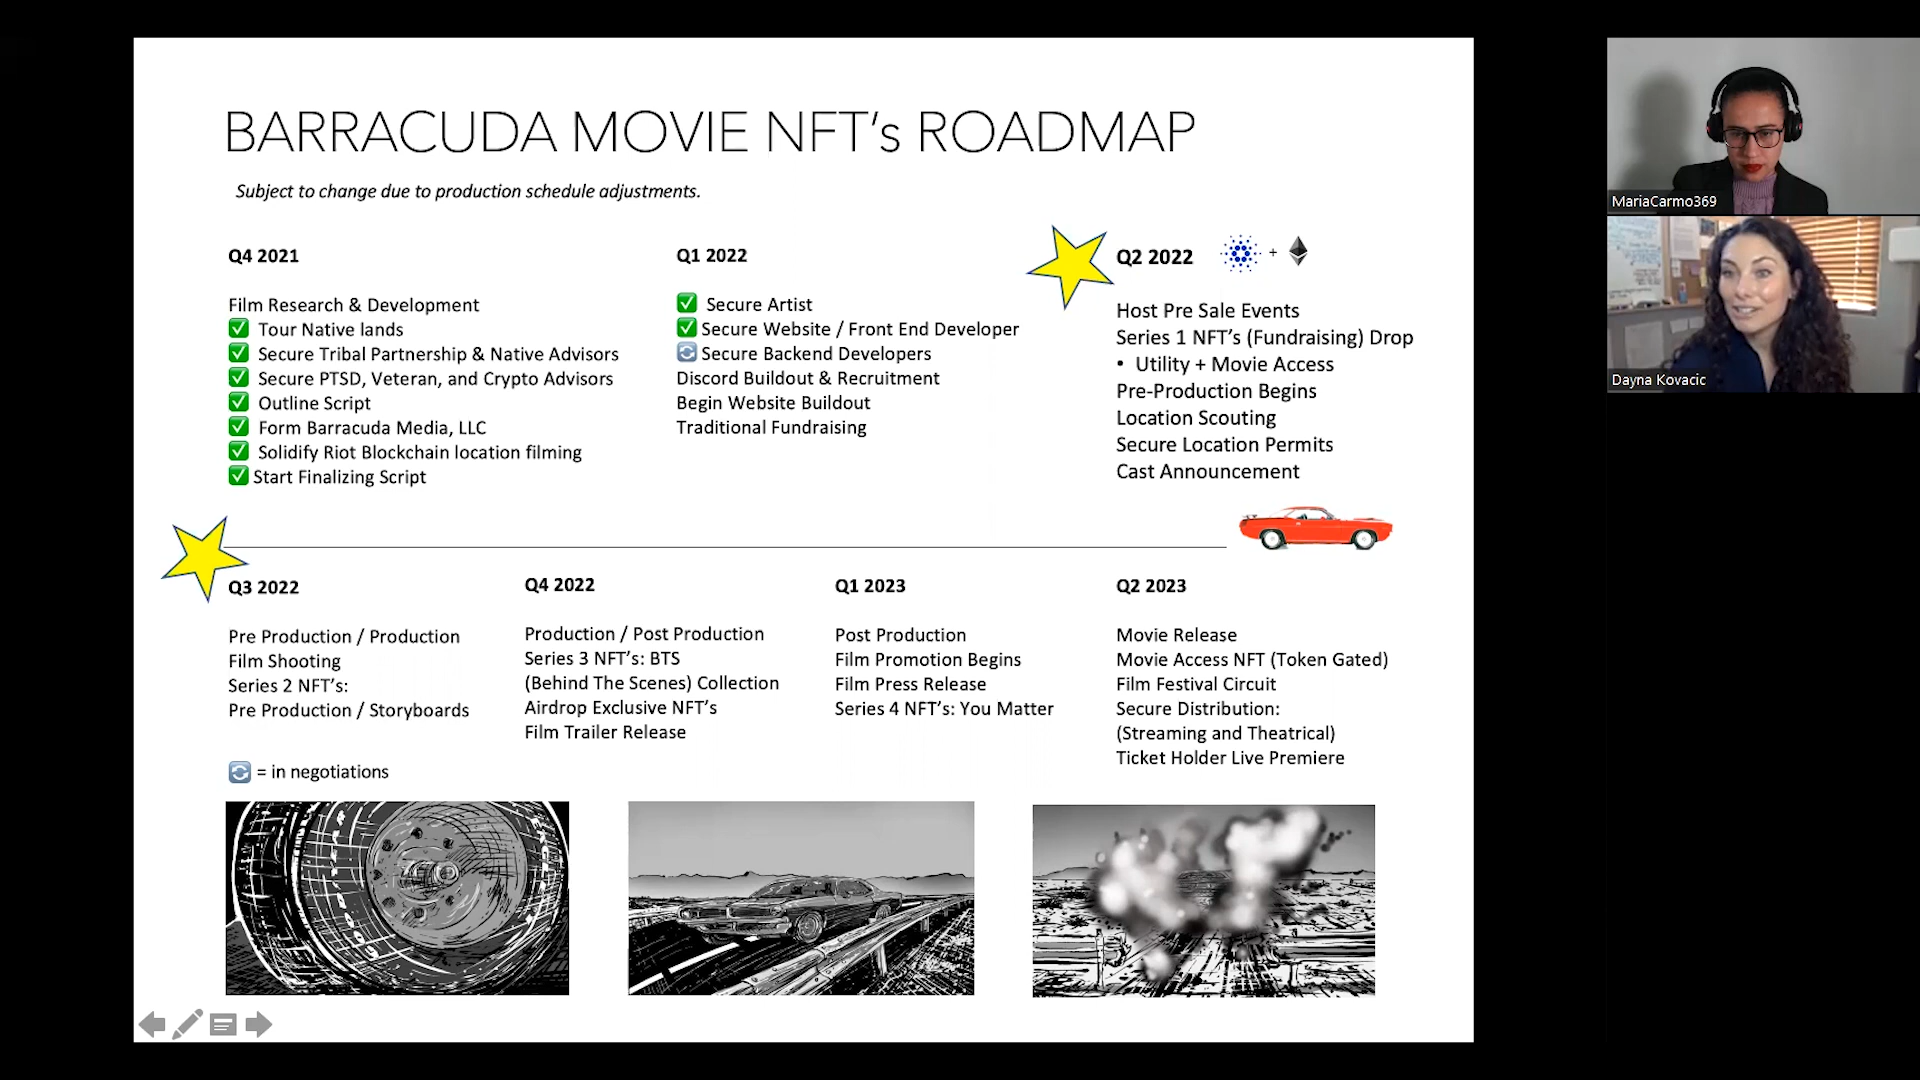 BARRACUDA MOVIE NFT's ROADMAP
Subject to change due to production schedule adjustments.
Q4 2021
Film Research & Development
Tour Native lands
Secure Tribal Partnership & Native Advisors
Secure PTSD, Veteran, and Crypto Advisors
Outline Script
Form Barracuda Media, LLC
Solidify Riot Blockchain location filming
Start Finalizing Script
Q1 2022
Secure Artist
Secure Website / Front End Developer
Secure Backend Developers
Discord Buildout & Recruitment
Begin Website Buildout
Traditional Fundraising
Q2 2022 +
Host Pre Sale Events
Series 1 NFT's (Fundraising) Drop
• Utility + Movie Access
Pre-Production Begins
Location Scouting
Secure Location Permits
Cast Announcement
Q3 2022
Pre Production / Production
Film Shooting
Series 2 NFT's:
Pre Production / Storyboards
= in negotiations
Q4 2022
Production / Post Production
Series 3 NFT's: BTS
(Behind The Scenes) Collection
Airdrop Exclusive NFT's
Film Trailer Release
Q1 2023
Post Production
Film Promotion Begins
Film Press Release
Series 4 NFT's: You Matter
Q2 2023
Movie Release
Movie Access NFT (Token Gated)
Film Festival Circuit
Secure Distribution:
(Streaming and Theatrical)
Ticket Holder Live Premiere
MariaCarmo369
Dayna Kovacic